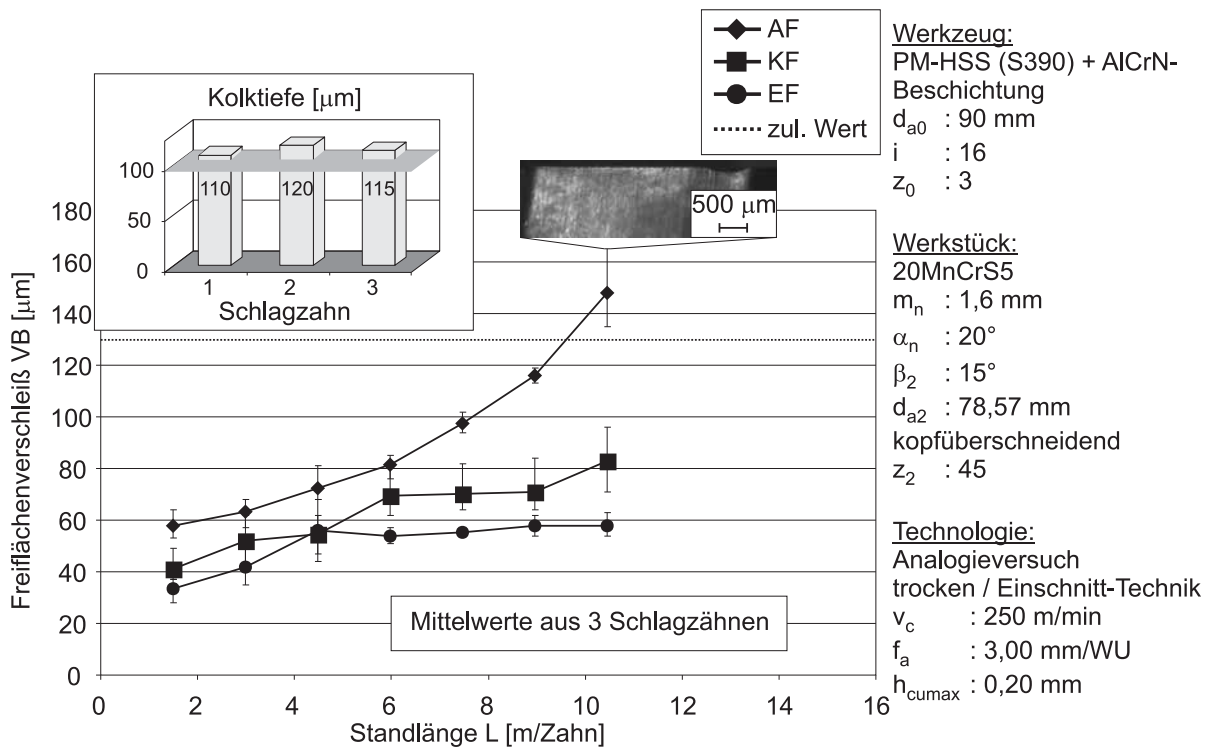 AF
KF
EF
zul. Wert
Werkzeug:
PM-HSS (S390) + AlCrN-
Beschichtung
d_a0 : 90 mm
i : 16
z_0 : 3
Werkstück:
20MnCrS5
m_n : 1,6 mm
α_n : 20°
β_2 : 15°
d_a2 : 78,57 mm
kopfüberschneidend
z_2 : 45
Technologie:
Analogieversuch
trocken / Einschnitt-Technik
v_c : 250 m/min
f_a : 3,00 mm/WU
h_cumax : 0,20 mm
Kolktiefe [μm]
100
50
0
110
120
115
1 2 3
Schlagzahn
500 μm
Freiflächenverschleiß VB [μm]
180
160
140
120
100
80
60
40
20
0
Mittelwerte aus 3 Schlagzähnen
0 2 4 6 8 10 12 14 16
Standlänge L [m/Zahn]